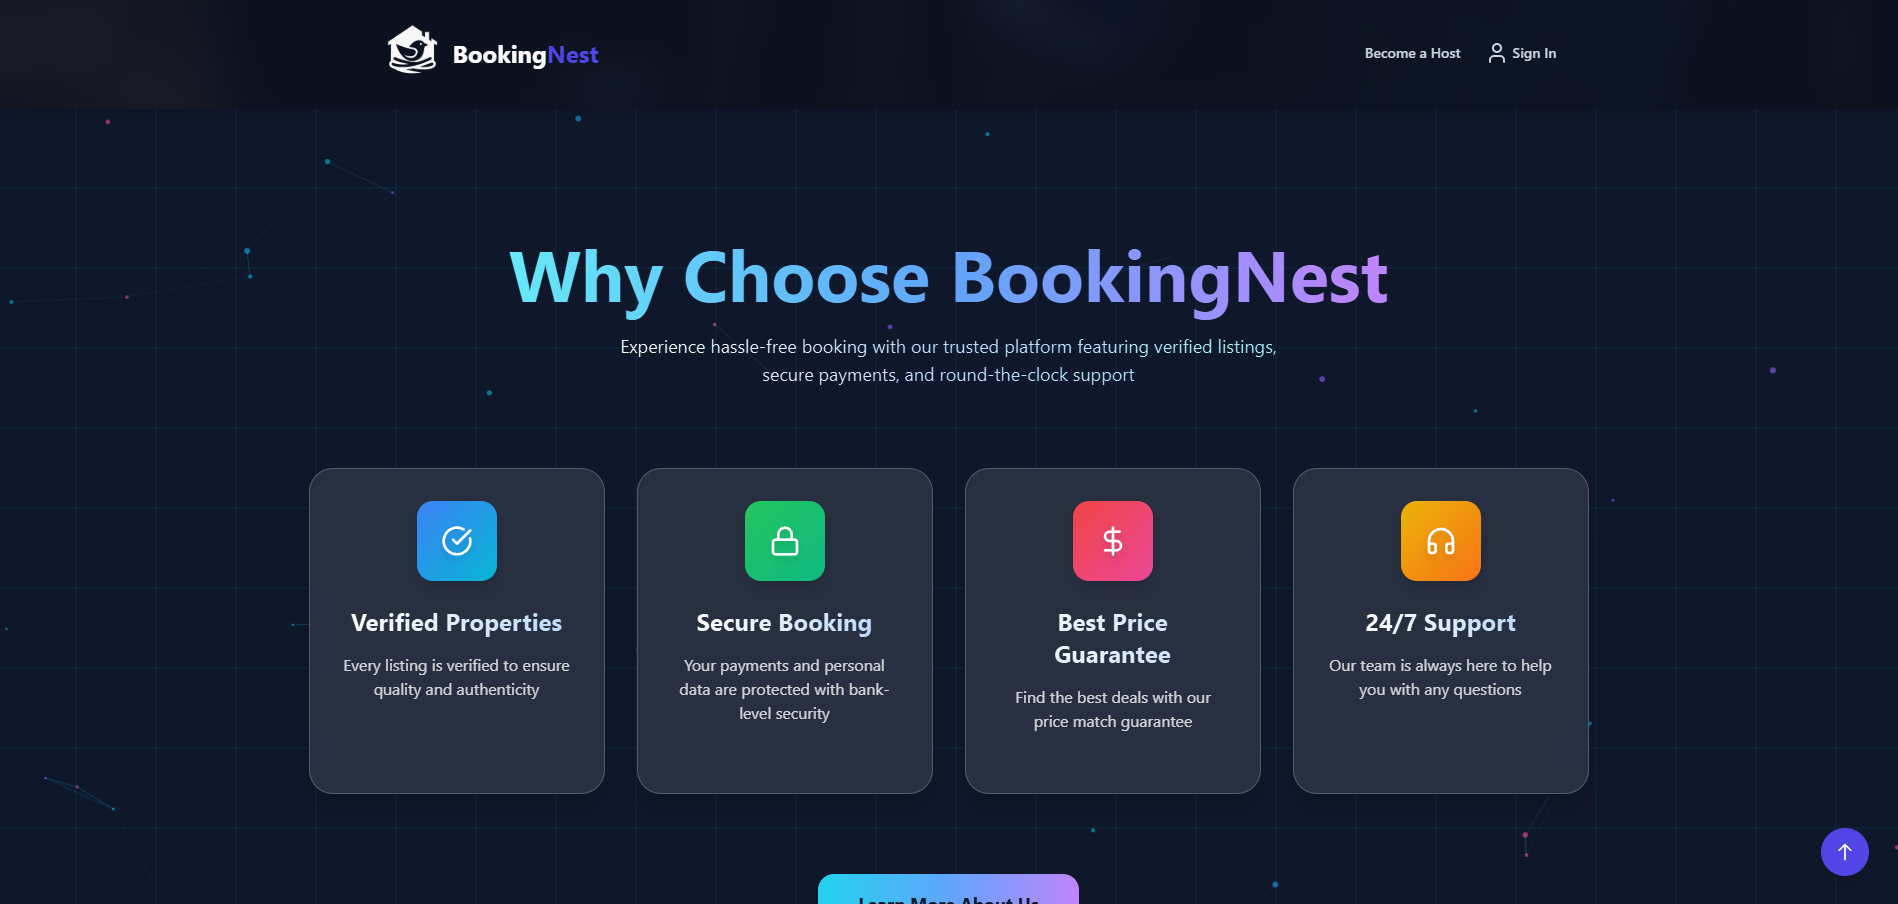 BookingNest
Become a Host
Sign In
Why Choose BookingNest
Experience hassle-free booking with our trusted platform featuring verified listings,
secure payments, and round-the-clock support
Verified Properties
Every listing is verified to ensure
quality and authenticity
Secure Booking
Your payments and personal
data are protected with bank-
level security
Best Price
Guarantee
Find the best deals with our
price match guarantee
24/7 Support
Our team is always here to help
you with any questions
Learn More About Us